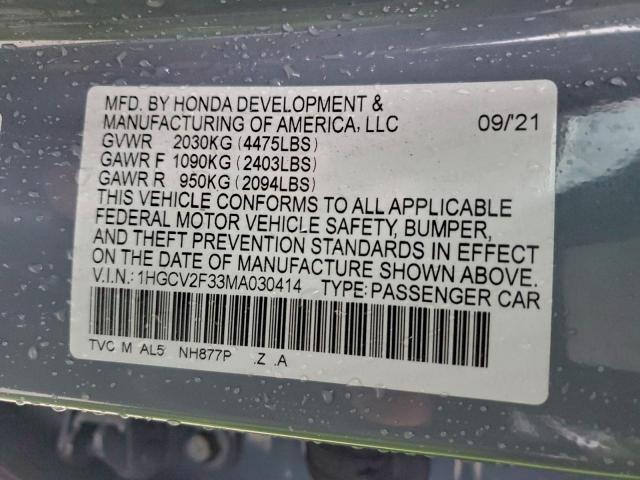 MFD. BY HONDA DEVELOPMENT &
MANUFACTURING OF AMERICA, LLC 09/'21
GVWR 2030KG (4475LBS)
GAWR F 1090KG (2403LBS)
GAWR R 950KG (2094LBS)
THIS VEHICLE CONFORMS TO ALL APPLICABLE
FEDERAL MOTOR VEHICLE SAFETY, BUMPER,
AND THEFT PREVENTION STANDARDS IN EFFECT
ON THE DATE OF MANUFACTURE SHOWN ABOVE.
V.I.N.:1HGCV2F33MA030414 TYPE:PASSENGER CAR
TVC M AL5 NH877P .Z .A